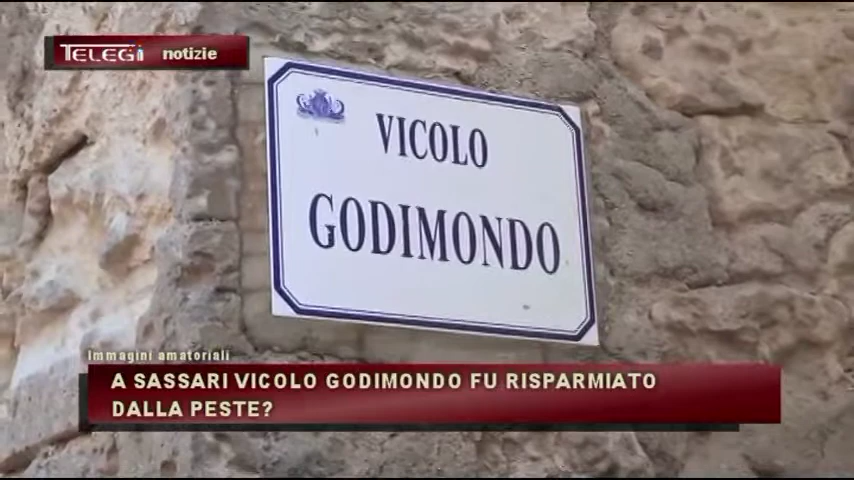 TELEGI notizie
VICOLO
GODIMONDO
Immagini amatoriali
A SASSARI VICOLO GODIMONDO FU RISPARMIATO
DALLA PESTE?